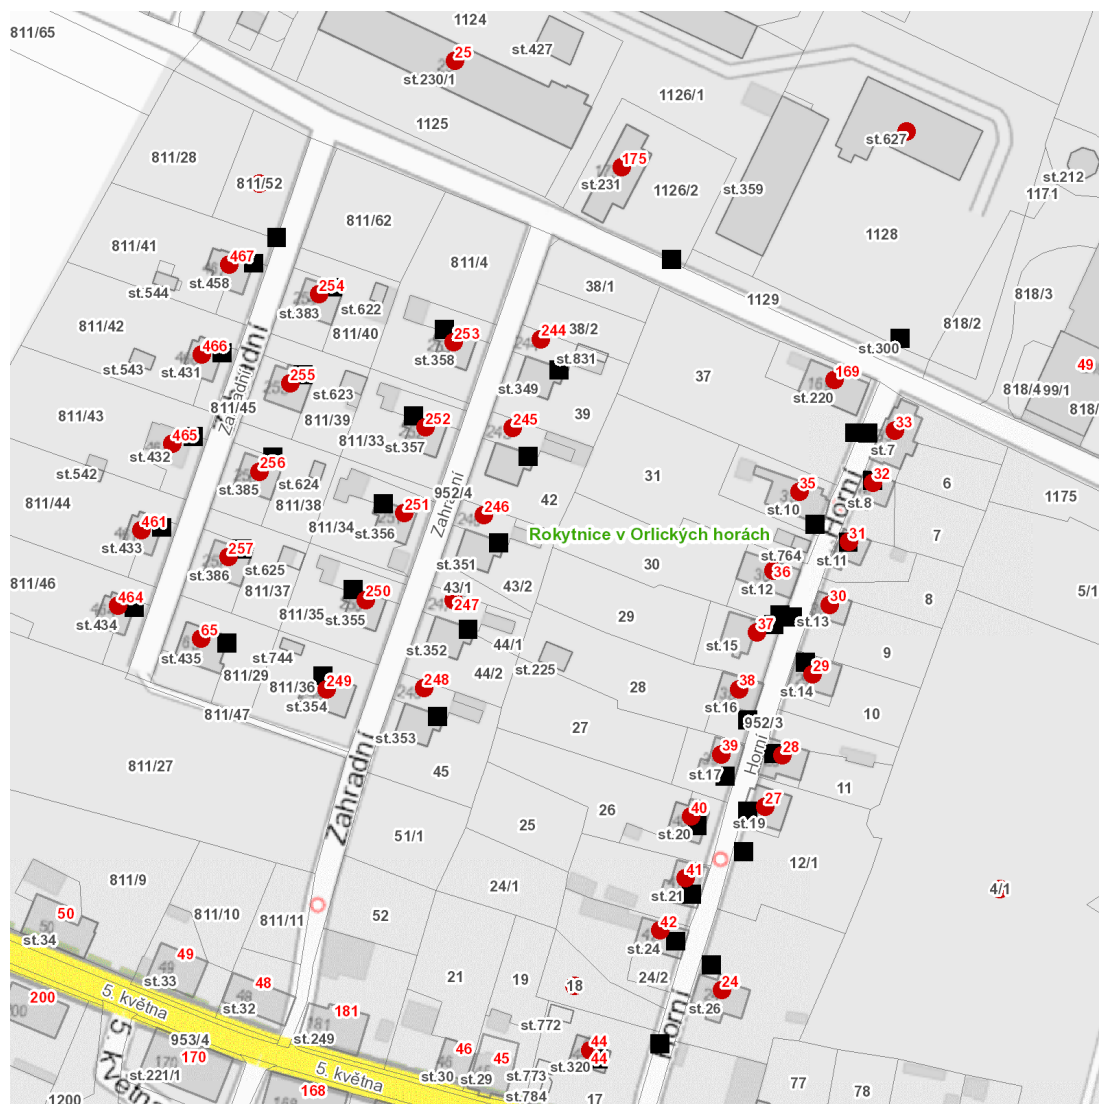 1124
811/65
25
st.427
st.230/1
1126/1
1125
st.627
811/28
175
st.231
1126/2
st.359
st.212
811/52
1171
811/62
1128
811/41
467
st.458
811/4
st.544
254
st.383
st.622
38/1
1129
818/3
811/42
811/40
253
st.358
244
38/2
818/2
st.300
466
st.431
st.543
st.831
49
255
st.623
st.349
37
169
st.220
818/4
99/1
811/43
811/45
Zahradní
811/39
252
st.357
245
39
33
818/
465
st.432
811/33
st.7
st.542
256
st.385
st.624
31
32
35
6
952/4
811/44
811/38
251
st.356
246
42
st.10
st.8
1175
Zahradní
Horní
461
st.433
811/34
Rokytnice v Orlických horách
7
31
st.11
257
st.386
st.625
st.351
30
st.764
36
st.12
811/46
811/37
250
st.355
43/1
43/2
8
5/1
464
st.434
811/35
247
29
30
st.13
37
st.15
65
st.435
st.744
st.352
44/1
9
811/29
44/2
st.225
29
st.14
811/36
249
st.354
248
28
38
st.16
811/47
10
st.353
27
952/3
39
st.17
28
Horní
811/27
45
11
Zahradní
26
40
st.20
27
st.19
51/1
25
12/1
811/9
24/1
41
st.21
4/1
50
st.34
811/10
811/11
52
42
st.24
49
st.33
48
st.32
21
19
18
24/2
24
st.26
200
5. května
181
st.249
st.772
Horní
953/4
170
st.221/1
46
st.30
45
st.29
44
44
st.320
5. května
5. května
st.773
77
78
168
st.784
17
1200